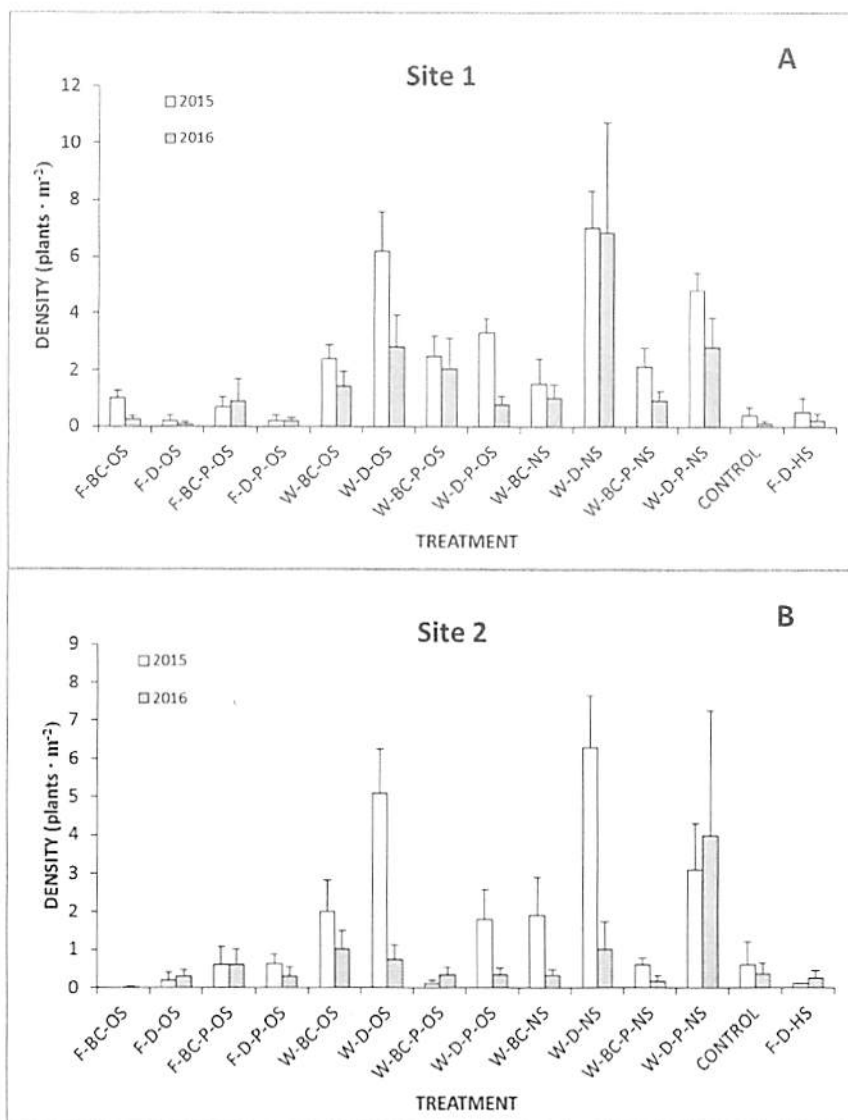 A
Site 1
2015
2016
12
10
8
6
4
2
0
DENSITY (plants · m⁻²)
F-BC-OS
F-D-OS
F-BC-P-OS
F-D-P-OS
W-BC-OS
W-D-OS
W-BC-P-OS
W-D-P-OS
W-BC-NS
W-D-NS
W-BC-P-NS
W-D-P-NS
CONTROL
F-D-HS
TREATMENT
B
Site 2
2015
2016
9
8
7
6
5
4
3
2
1
0
DENSITY (plants · m⁻²)
F-BC-OS
F-D-OS
F-BC-P-OS
F-D-P-OS
W-BC-OS
W-D-OS
W-BC-P-OS
W-D-P-OS
W-BC-NS
W-D-NS
W-BC-P-NS
W-D-P-NS
CONTROL
F-D-HS
TREATMENT